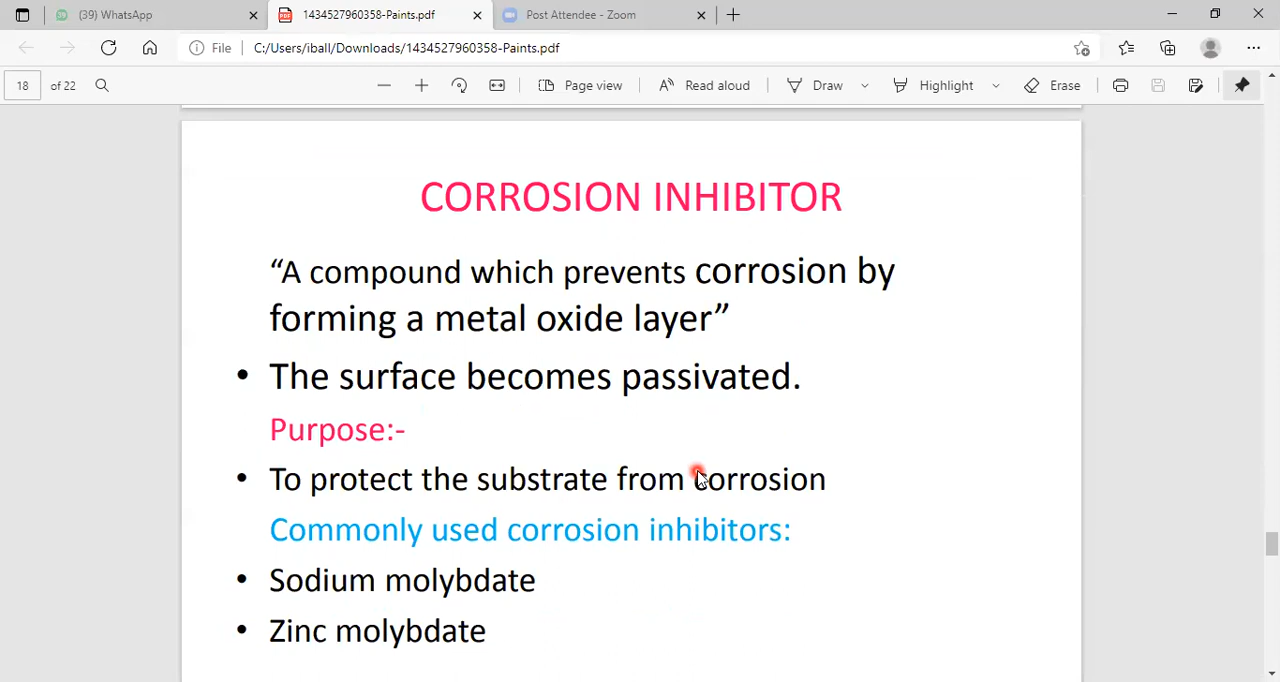 (39) WhatsApp
1434527960358-Paints.pdf
Post Attendee - Zoom
File
C:/Users/iball/Downloads/1434527960358-Paints.pdf
18 of 22
Page view
Read aloud
Draw
Highlight
Erase
CORROSION INHIBITOR
“A compound which prevents corrosion by
forming a metal oxide layer”
• The surface becomes passivated.
Purpose:-
• To protect the substrate from corrosion
Commonly used corrosion inhibitors:
• Sodium molybdate
• Zinc molybdate